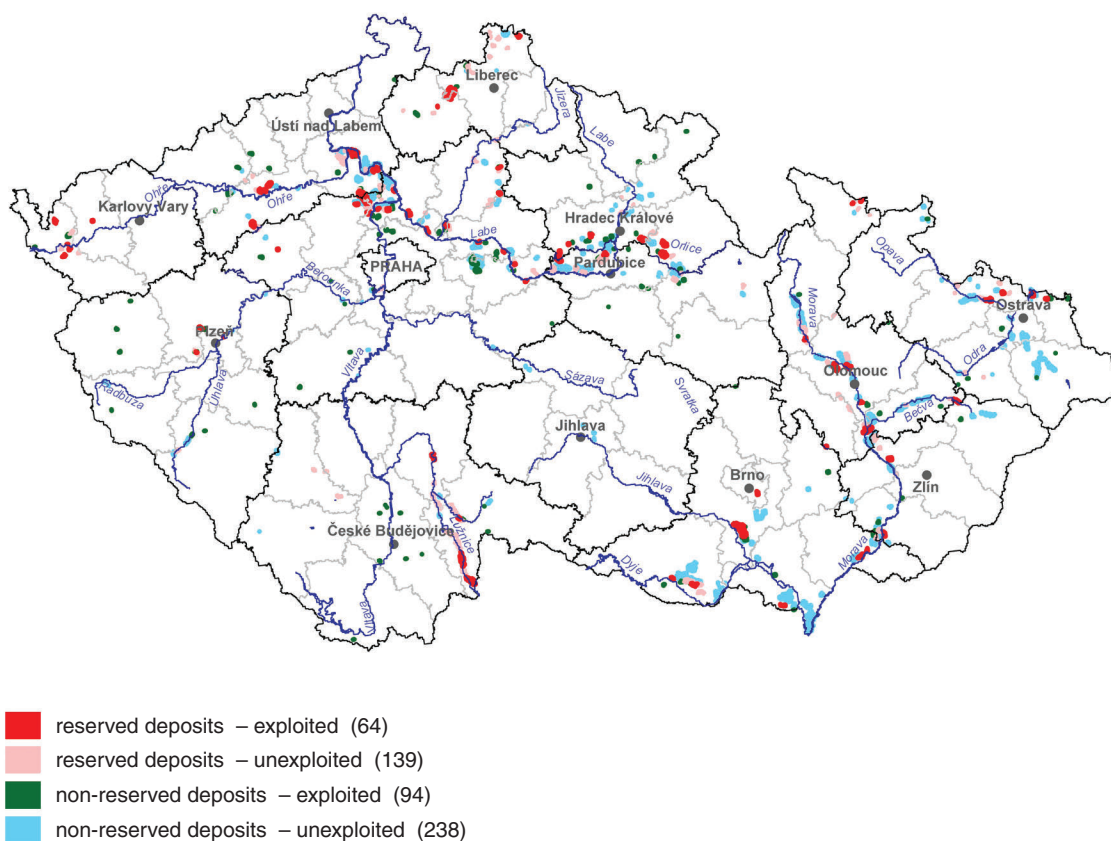 Liberec
Jizera
Labe
Ústí nad Labem
Ohře
Ohře
Karlovy Vary
Hradec Králové
Labe
Orlice
PRAHA
Pardubice
Berounka
Opava
Ostrava
Morava
Plzeň
Vltava
Odra
Olomouc
Radbuza
Úhlava
Sázava
Svratka
Bečva
Jihlava
Brno
Zlín
Jihlava
České Budějovice
Lužnice
Morava
Dyje
Vltava
reserved deposits – exploited (64)
reserved deposits – unexploited (139)
non-reserved deposits – exploited (94)
non-reserved deposits – unexploited (238)